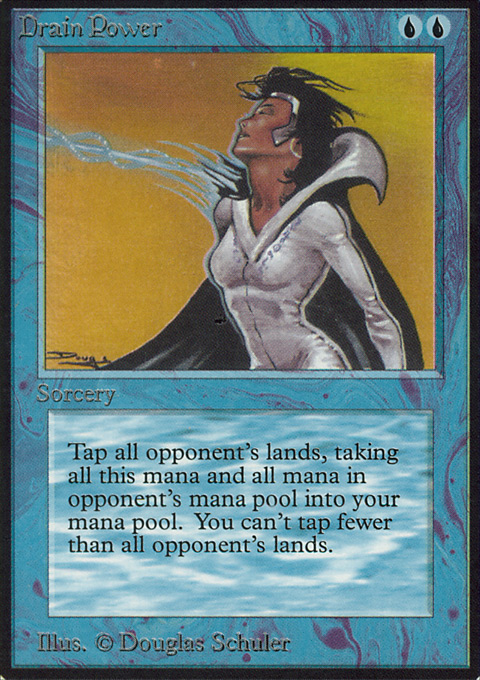 Drain Power
Dougs
Sorcery
Tap all opponent's lands, taking
all this mana and all mana in
opponent's mana pool into your
mana pool. You can't tap fewer
than all opponent's lands.
Illus. © Douglas Schuler